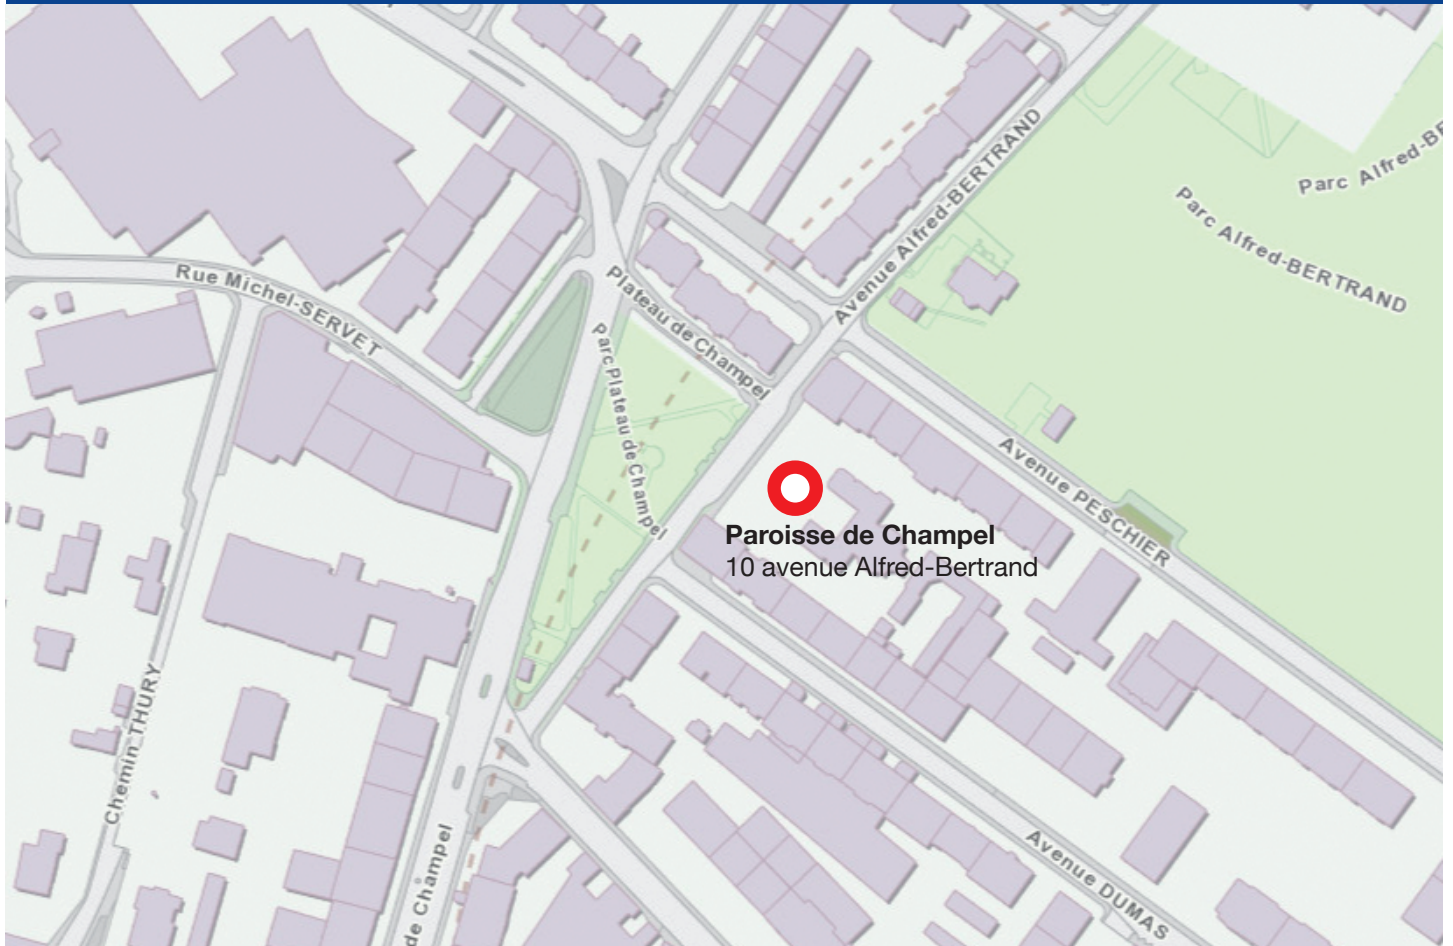 Avenue Alfred-BERTRAND
Parc Alfred-BE
Parc Alfred-BERTRAND
Rue Michel-SERVET
Plateau de Champel
Parc Plateau de Champel
Avenue PESCHIER
Paroisse de Champel
10 avenue Alfred-Bertrand
Chemin THURY
de Champel
Avenue DUMAS